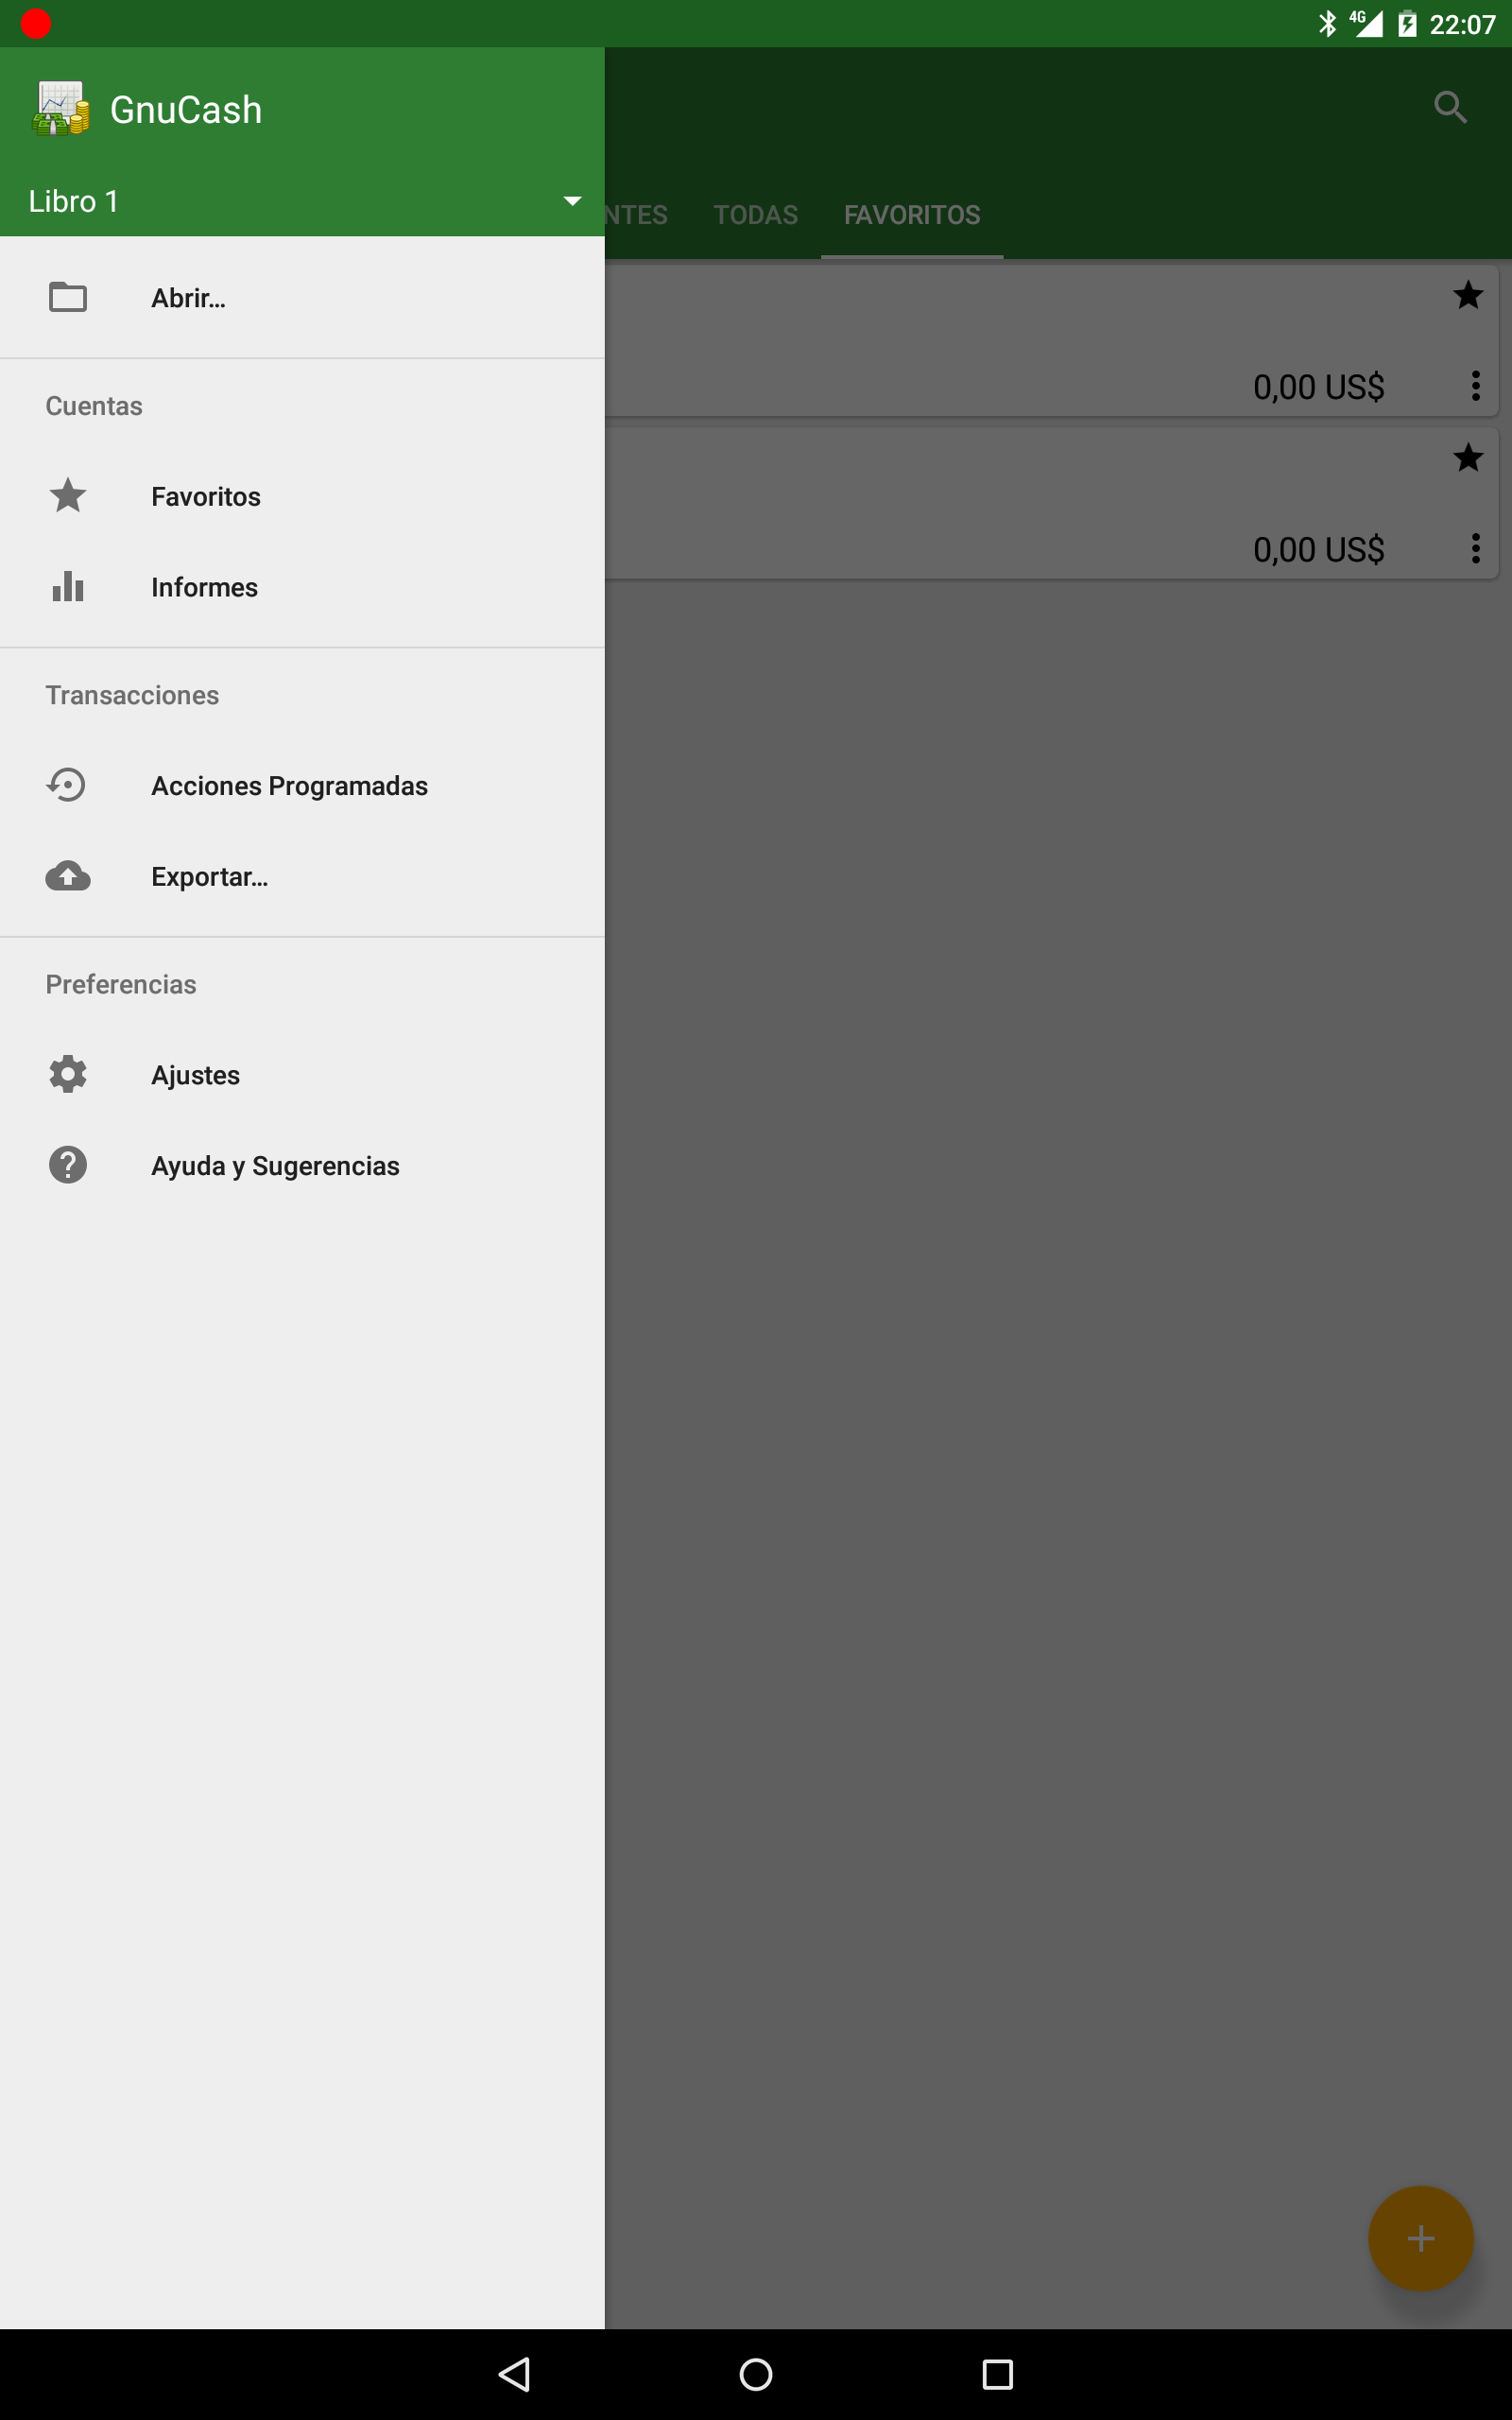 4G 22:07
GnuCash
Libro 1
NTES TODAS FAVORITOS
Abrir…
0,00 US$
Cuentas
Favoritos
0,00 US$
Informes
Transacciones
Acciones Programadas
Exportar…
Preferencias
Ajustes
Ayuda y Sugerencias